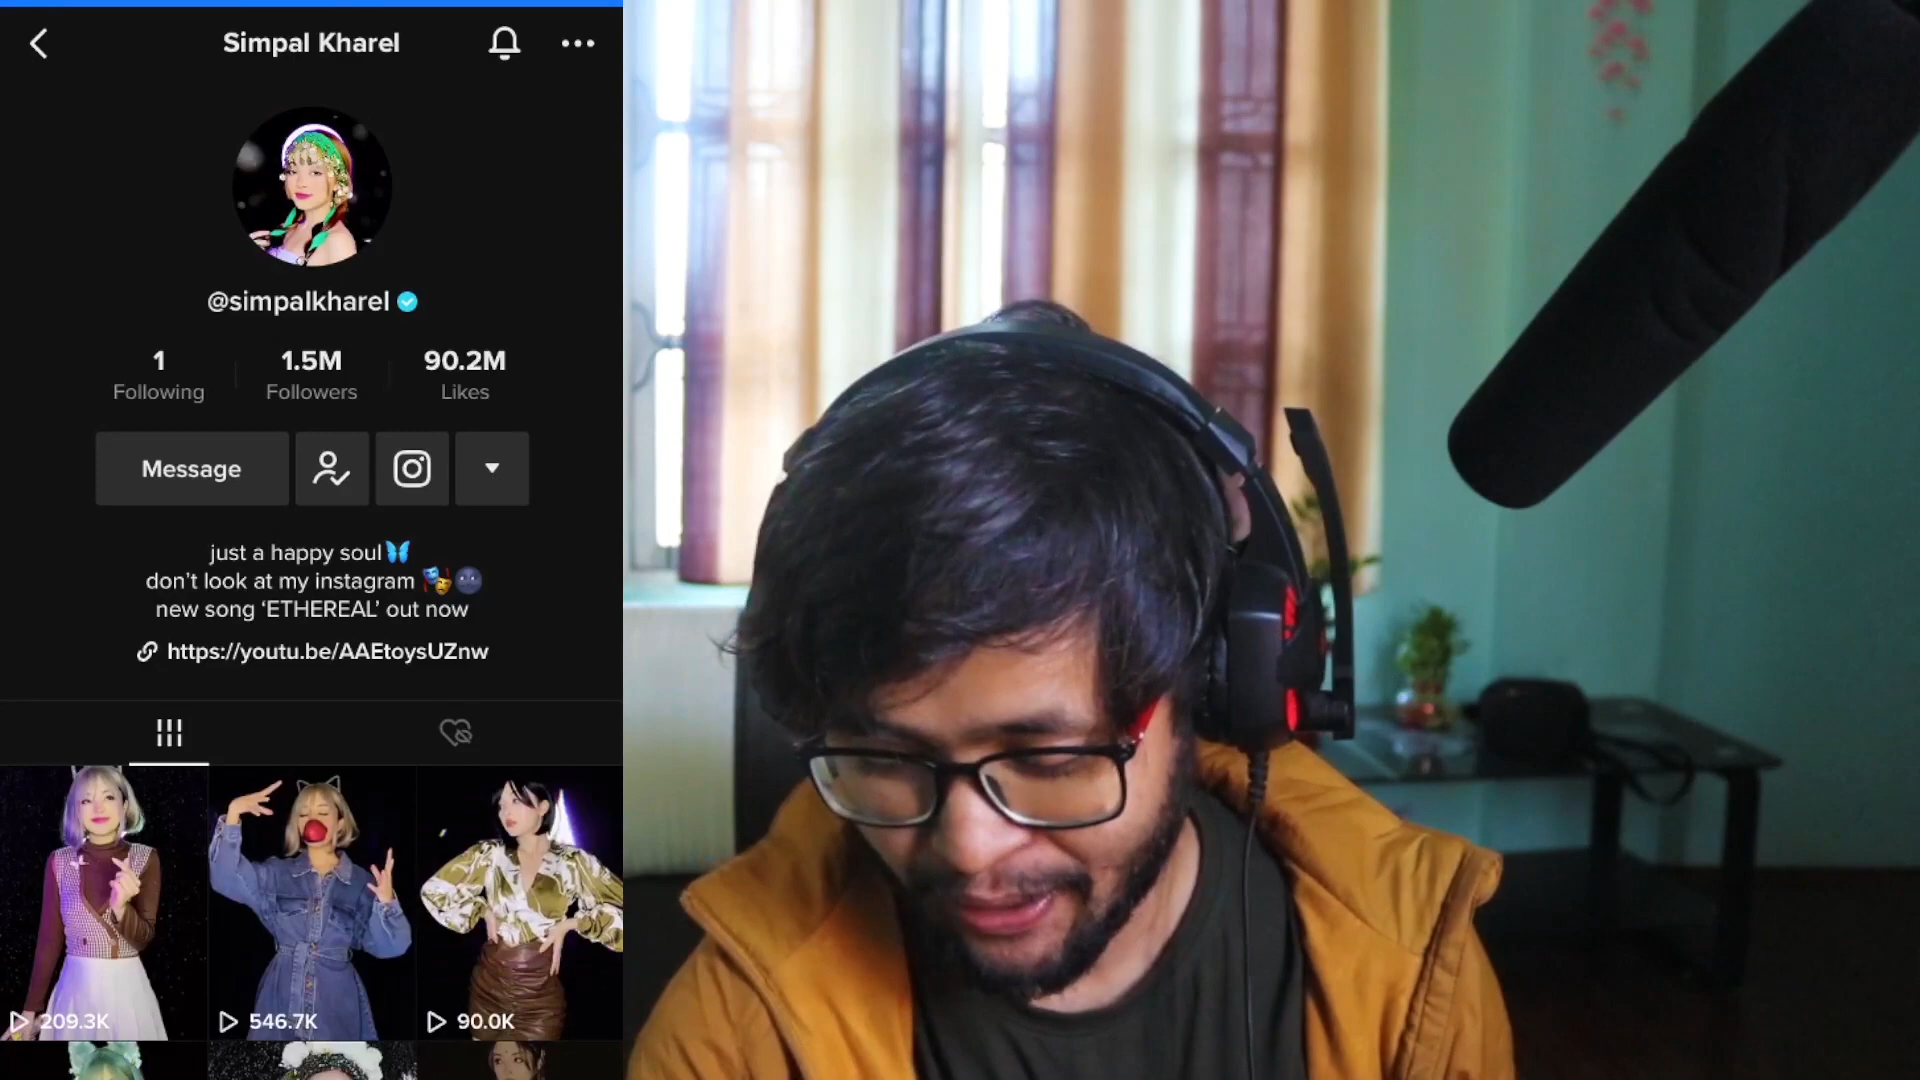 Simpal Kharel
@simpalkharel
1 1.5M 90.2M
Following Followers Likes
Message
just a happy soul🦋
don’t look at my instagram 🎭🌚
new song ‘ETHEREAL’ out now
https://youtu.be/AAEtoysUZnw
209.3K 546.7K 90.0K